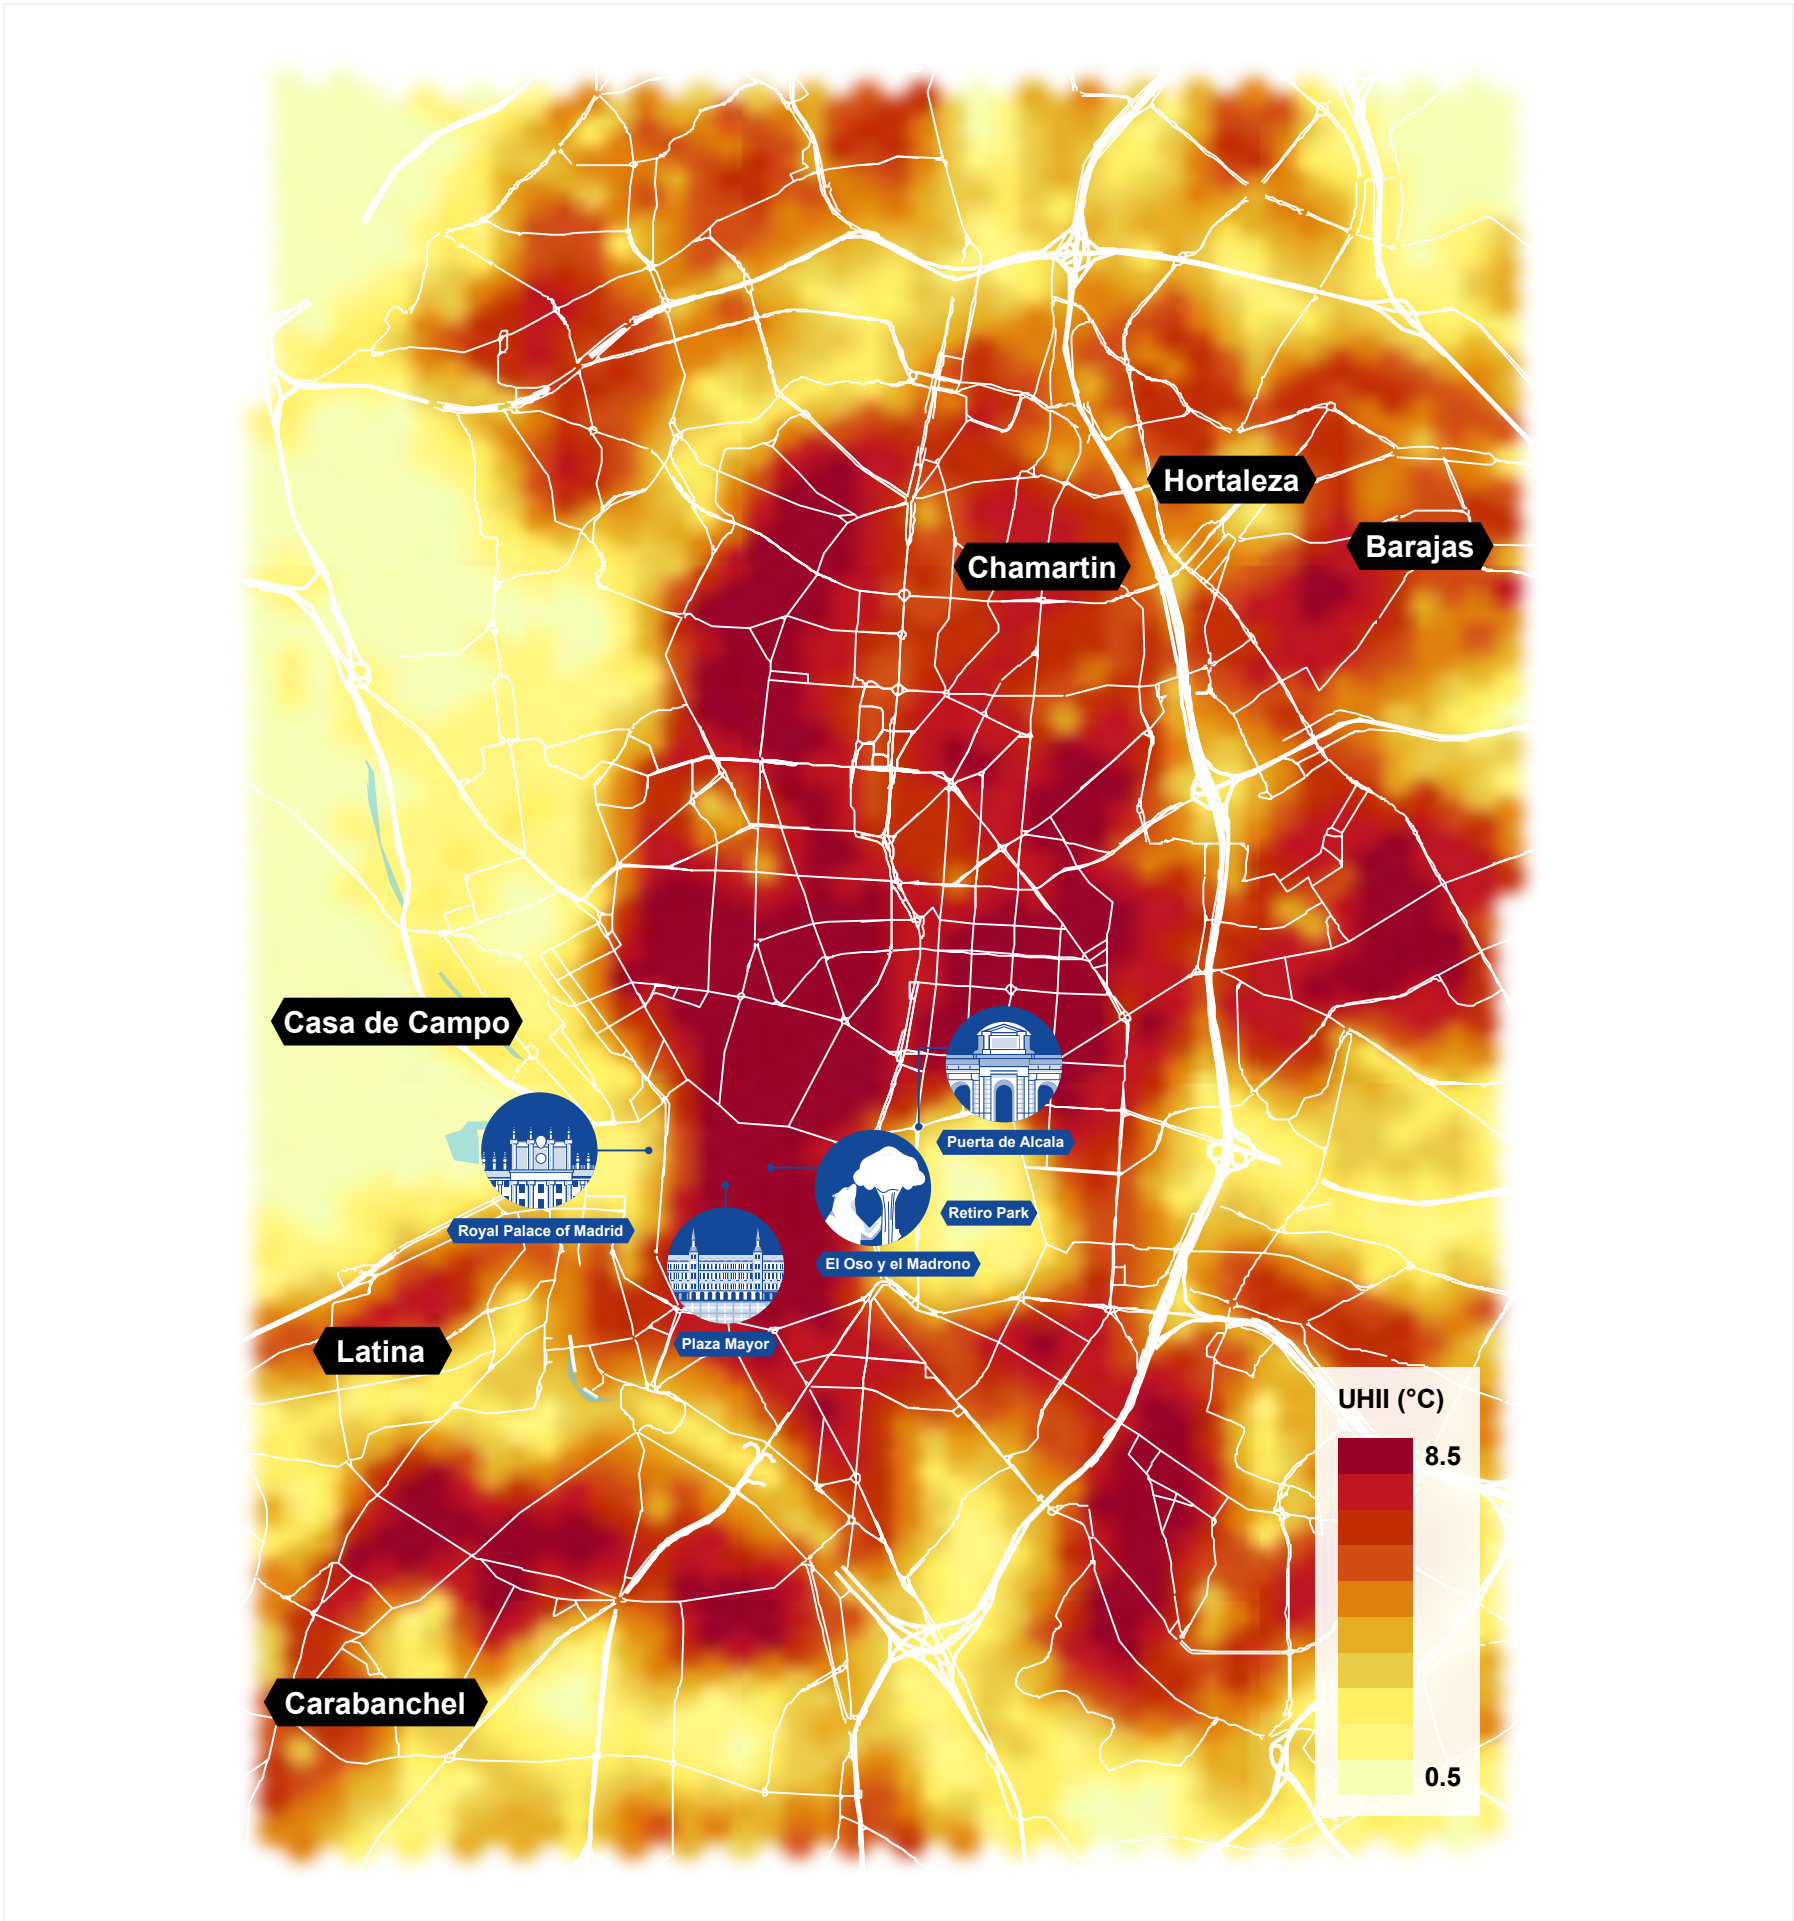 Hortaleza
Barajas
Chamartin
Casa de Campo
Puerta de Alcala
Retiro Park
Royal Palace of Madrid
El Oso y el Madrono
Plaza Mayor
Latina
UHII (°C)
8.5
Carabanchel
0.5